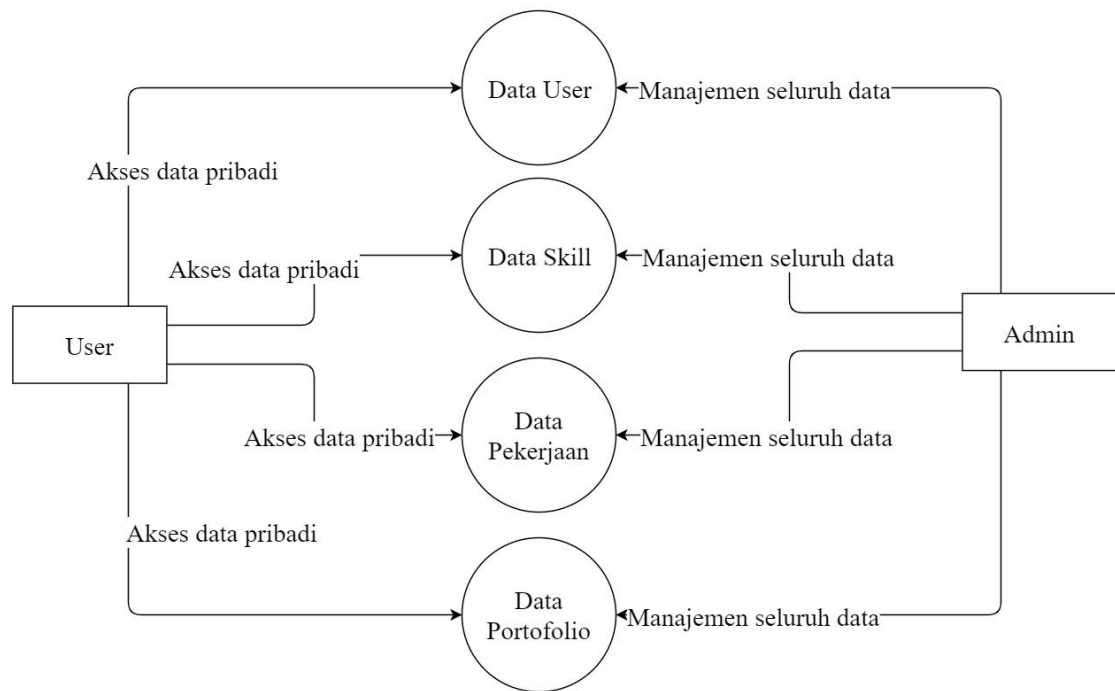 Data User
Manajemen seluruh data
Akses data pribadi
Data Skill
Manajemen seluruh data
Akses data pribadi
User
Admin
Data
Pekerjaan
Akses data pribadi
Manajemen seluruh data
Akses data pribadi
Data
Portofolio
Manajemen seluruh data